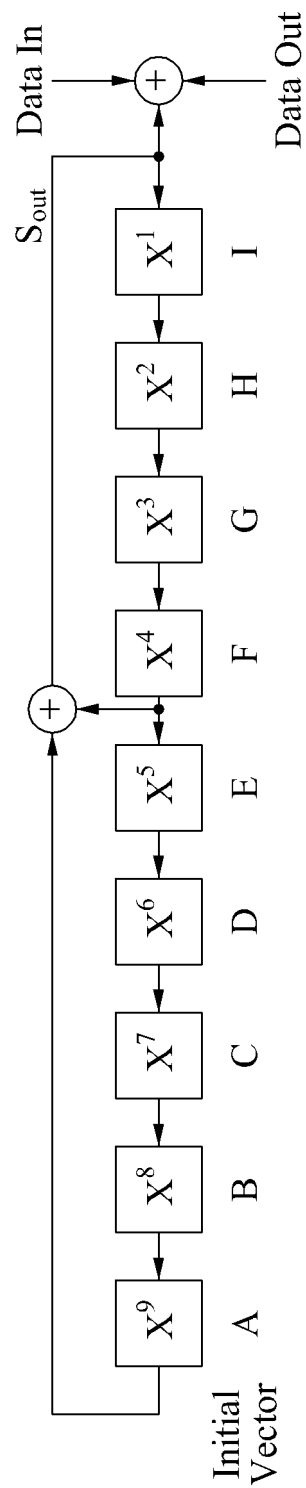 Data In
S_out
+
+
X^9 X^8 X^7 X^6 X^5 X^4 X^3 X^2 X^1
Data Out
Initial
Vector
A B C D E F G H I